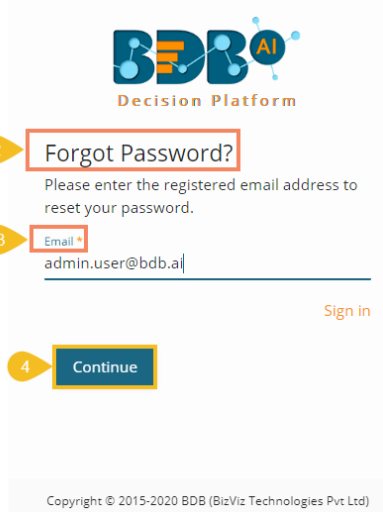 BDB AI
Decision Platform
Forgot Password?
Please enter the registered email address to
reset your password.
3
Email *
admin.user@bdb.ai
Sign in
4
Continue
Copyright © 2015-2020 BDB (BizViz Technologies Pvt Ltd)